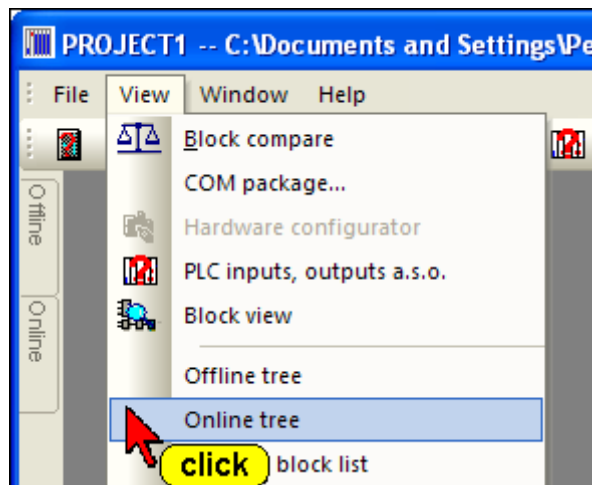 PROJECT1 -- C:\Documents and Settings\Pe
File View Window Help
Block compare
COM package...
Hardware configurator
PLC inputs, outputs a.s.o.
Block view
Offline tree
Online tree
click block list
Offline
Online